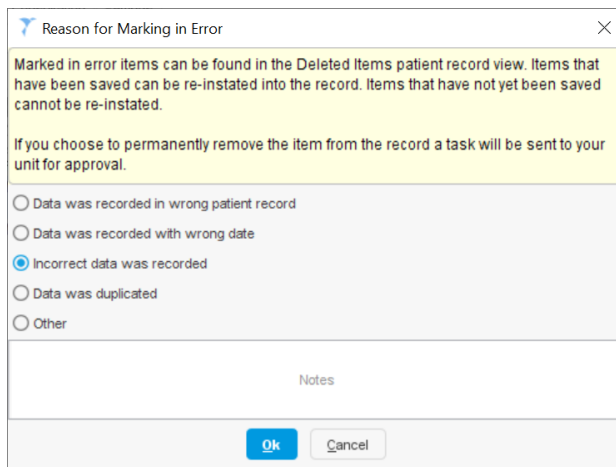 Reason for Marking in Error
Marked in error items can be found in the Deleted Items patient record view. Items that
have been saved can be re-instated into the record. Items that have not yet been saved
cannot be re-instated.
If you choose to permanently remove the item from the record a task will be sent to your
unit for approval.
Data was recorded in wrong patient record
Data was recorded with wrong date
Incorrect data was recorded
Data was duplicated
Other
Notes
Ok Cancel